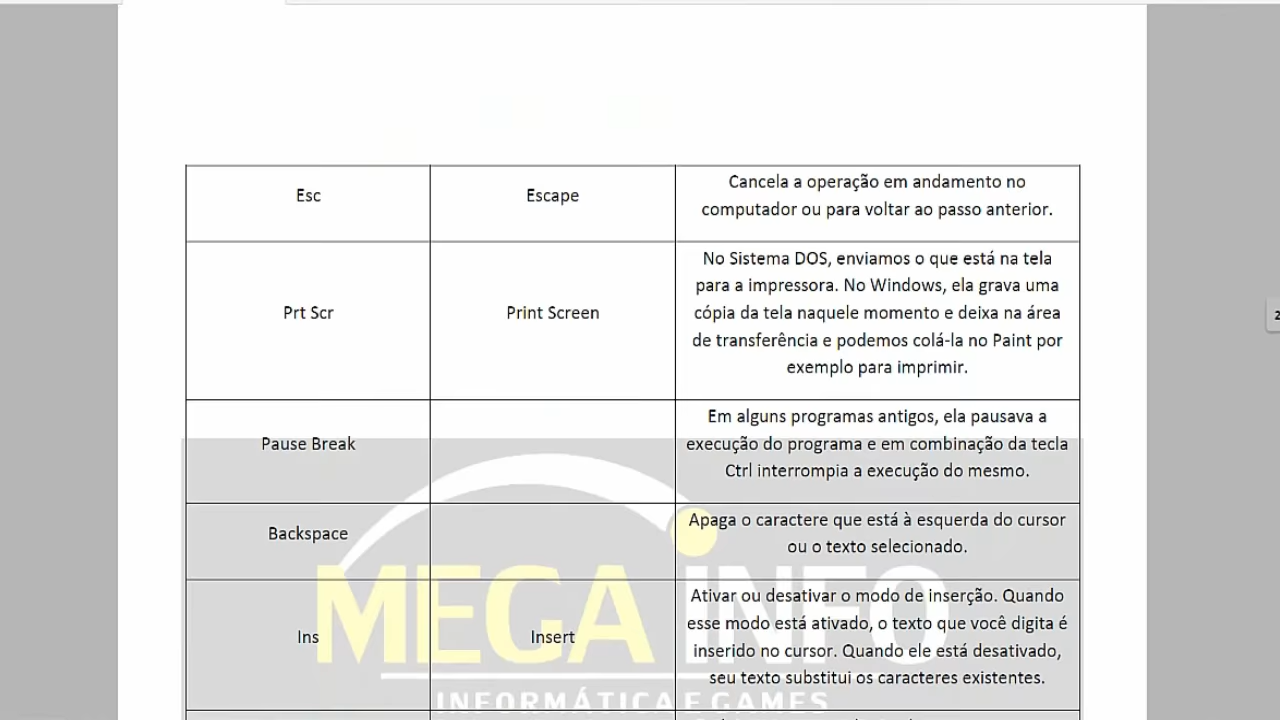 Esc
Escape
Cancela a operação em andamento no
computador ou para voltar ao passo anterior.
Prt Scr
Print Screen
No Sistema DOS, enviamos o que está na tela
para a impressora. No Windows, ela grava uma
cópia da tela naquele momento e deixa na área
de transferência e podemos colá-la no Paint por
exemplo para imprimir.
Pause Break
Em alguns programas antigos, ela pausava a
execução do programa e em combinação da tecla
Ctrl interrompia a execução do mesmo.
Backspace
Apaga o caractere que está à esquerda do cursor
ou o texto selecionado.
Ins
Insert
Ativar ou desativar o modo de inserção. Quando
esse modo está ativado, o texto que você digita é
inserido no cursor. Quando ele está desativado,
seu texto substitui os caracteres existentes.
MEGA INFO
INFORMÁTICA E GAMES
2